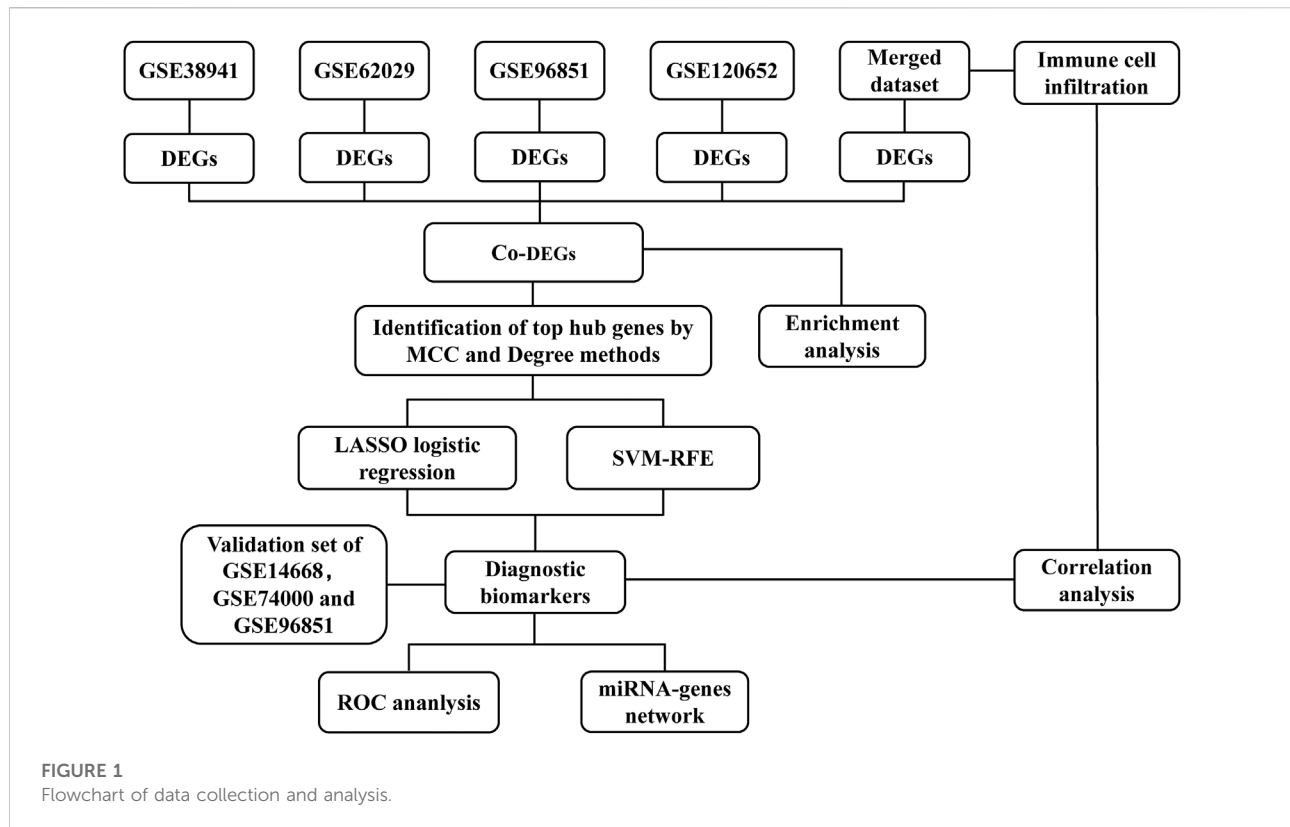 GSE38941
GSE62029
GSE96851
GSE120652
Merged
dataset
Immune cell
infiltration
DEGs
DEGs
DEGs
DEGs
DEGs
Co-DEGs
Identification of top hub genes by
MCC and Degree methods
Enrichment
analysis
LASSO logistic
regression
SVM-RFE
Validation set of
GSE14668,
GSE74000 and
GSE96851
Diagnostic
biomarkers
Correlation
analysis
ROC ananlysis
miRNA-genes
network
FIGURE 1
Flowchart of data collection and analysis.